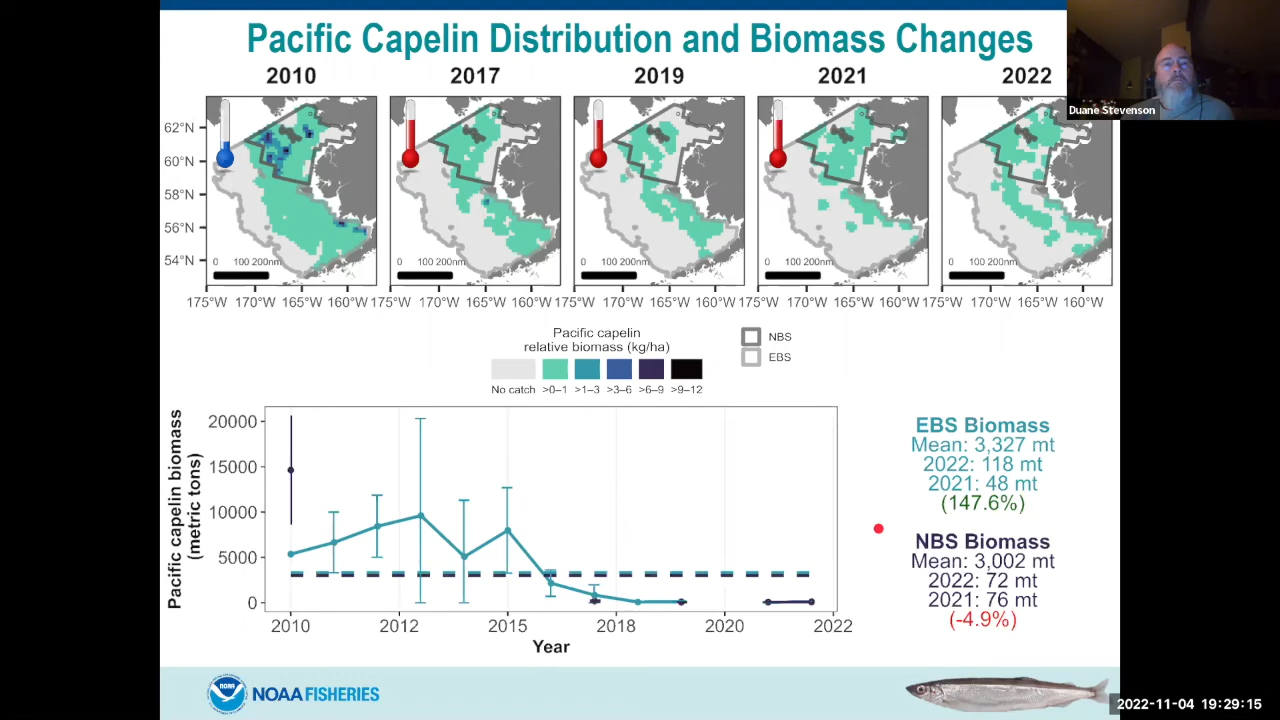 Pacific Capelin Distribution and Biomass Changes
2010 2017 2019 2021 2022
Duane Stevenson
62°N
60°N
58°N
56°N
54°N
0 100 200nm 0 100 200nm 0 100 200nm 0 100 200nm 0 100 200nm
175°W 170°W 165°W 160°W 175°W 170°W 165°W 160°W 175°W 170°W 165°W 160°W 175°W 170°W 165°W 160°W 175°W 170°W 165°W 160°W
Pacific capelin
relative biomass (kg/ha)
No catch >0–1 >1–3 >3–6 >6–9 >9–12
NBS
EBS
Pacific capelin biomass
(metric tons)
20000
15000
10000
5000
0
2010 2012 2015 2018 2020 2022
Year
EBS Biomass
Mean: 3,327 mt
2022: 118 mt
2021: 48 mt
(147.6%)
NBS Biomass
Mean: 3,002 mt
2022: 72 mt
2021: 76 mt
(-4.9%)
NOAA
NOAA FISHERIES
2022-11-04 19:29:15